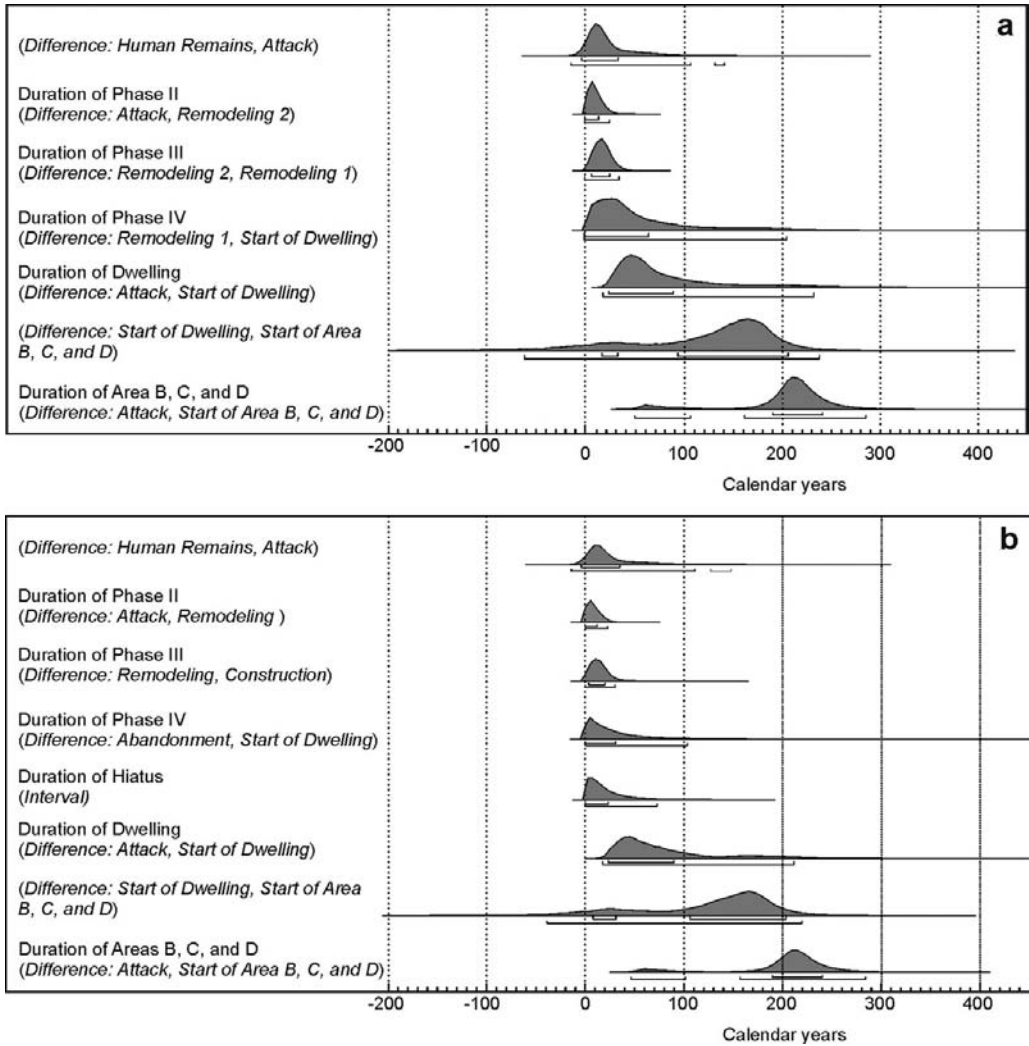 a
(Difference: Human Remains, Attack)
Duration of Phase II
(Difference: Attack, Remodeling 2)
Duration of Phase III
(Difference: Remodeling 2, Remodeling 1)
Duration of Phase IV
(Difference: Remodeling 1, Start of Dwelling)
Duration of Dwelling
(Difference: Attack, Start of Dwelling)
(Difference: Start of Dwelling, Start of Area
B, C, and D)
Duration of Area B, C, and D
(Difference: Attack, Start of Area B, C, and D)
-200 -100 0 100 200 300 400
Calendar years
b
(Difference: Human Remains, Attack)
Duration of Phase II
(Difference: Attack, Remodeling )
Duration of Phase III
(Difference: Remodeling, Construction)
Duration of Phase IV
(Difference: Abandonment, Start of Dwelling)
Duration of Hiatus
(Interval)
Duration of Dwelling
(Difference: Attack, Start of Dwelling)
(Difference: Start of Dwelling, Start of Area
B, C, and D)
Duration of Areas B, C, and D
(Difference: Attack, Start of Area B, C, and D)
-200 -100 0 100 200 300 400
Calendar years